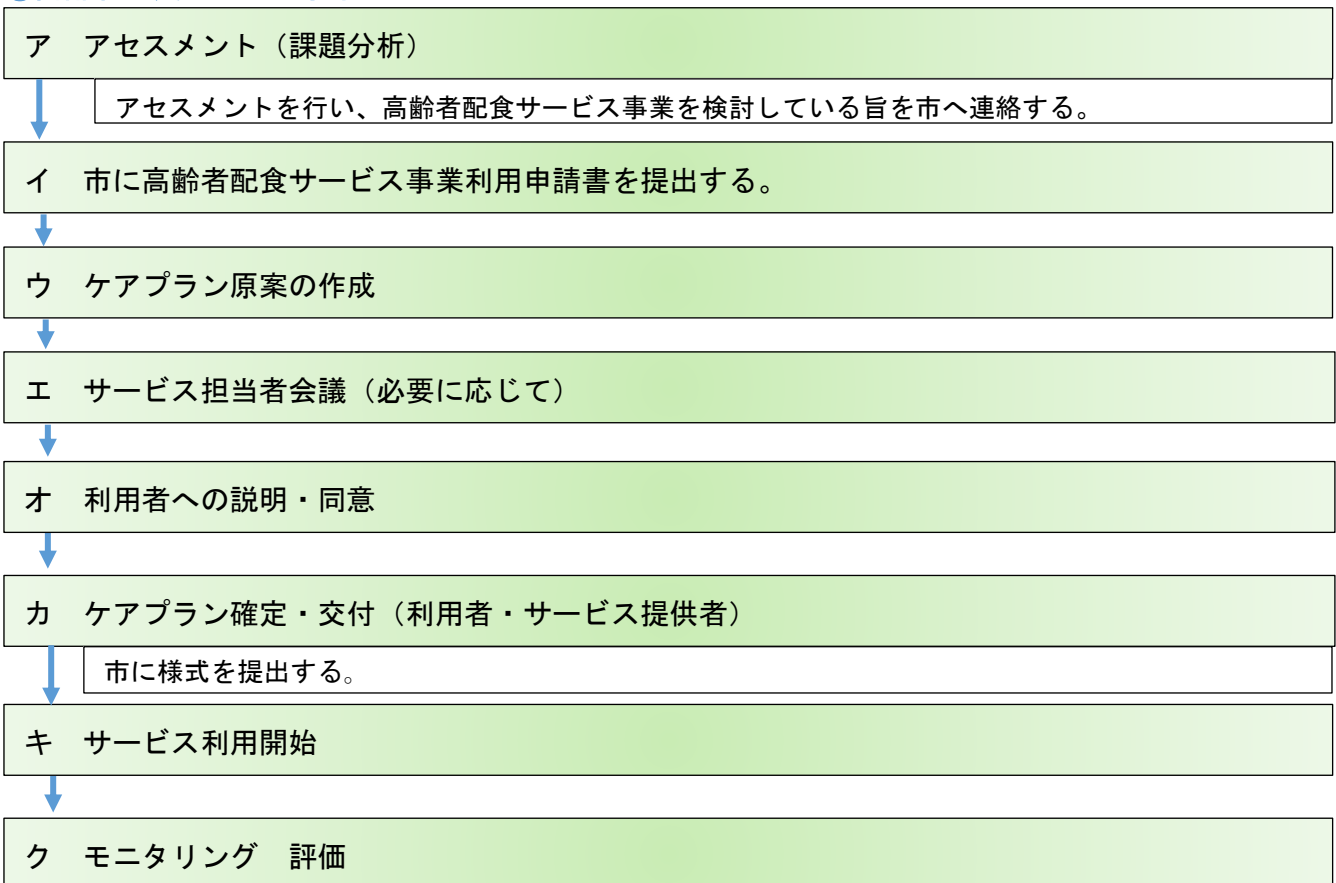 ア アセスメント（課題分析）
アセスメントを行い、高齢者配食サービス事業を検討している旨を市へ連絡する。
イ 市に高齢者配食サービス事業利用申請書を提出する。
ウ ケアプラン原案の作成
エ サービス担当者会議（必要に応じて）
オ 利用者への説明・同意
カ ケアプラン確定・交付（利用者・サービス提供者）
市に様式を提出する。
キ サービス利用開始
ク モニタリング 評価